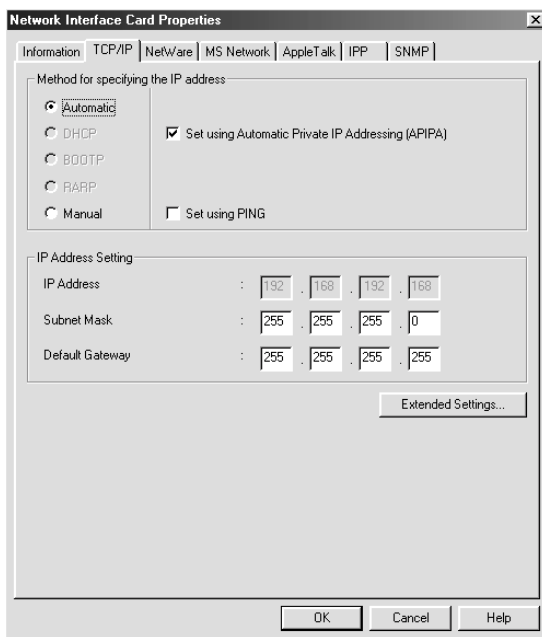 Network Interface Card Properties
Information TCP/IP NetWare MS Network AppleTalk IPP SNMP
Method for specifying the IP address
Automatic
DHCP Set using Automatic Private IP Addressing (APIPA)
BOOTP
RARP
Manual Set using PING
IP Address Setting
IP Address : 192 . 168 . 192 . 168
Subnet Mask : 255 . 255 . 255 . 0
Default Gateway : 255 . 255 . 255 . 255
Extended Settings...
OK Cancel Help